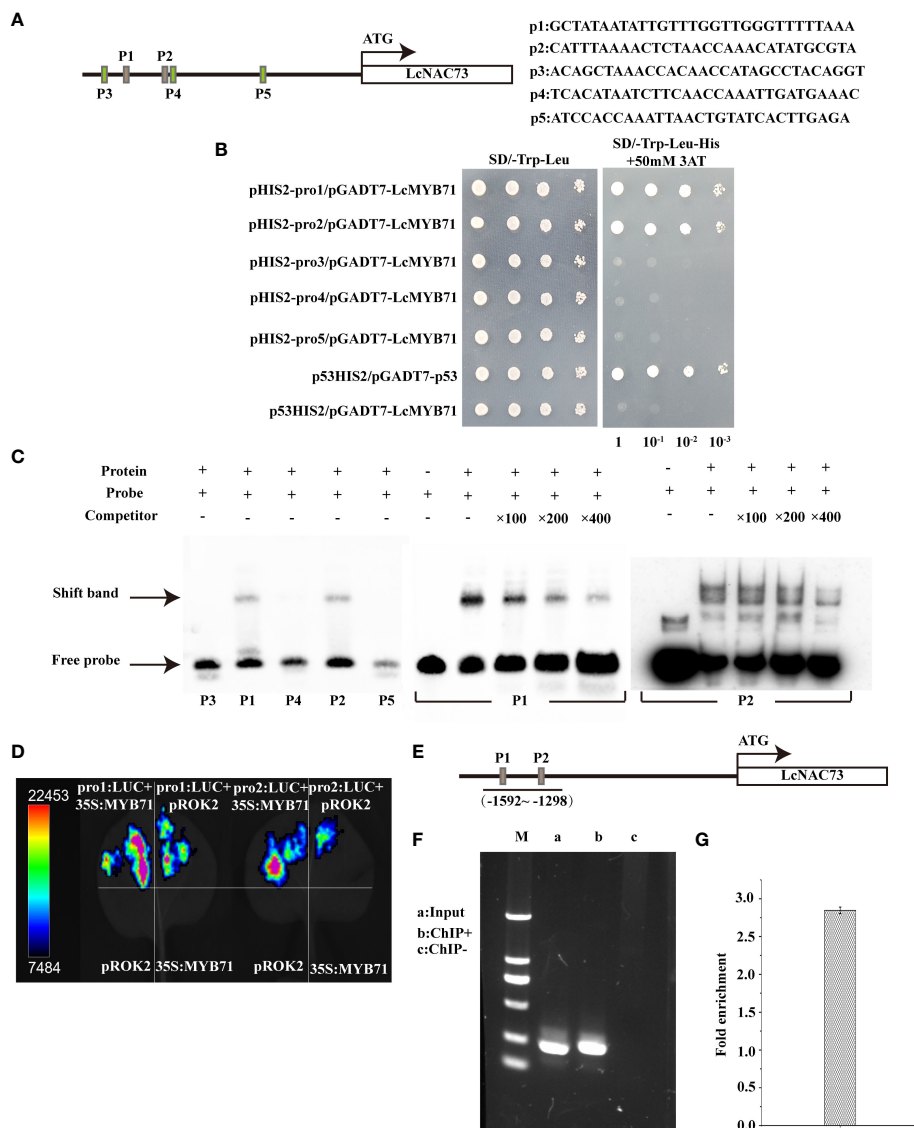 A
P1 P2
ATG
LcNAC73
P3 P4 P5
p1:GCTATAATATTGTTTGGTTGGGTTTTTAAA
p2:CATTTAAAACTCTAACCAAACATATGCGTA
p3:ACAGCTAAACCACAACCATAGCCTACAGGT
p4:TCACATAATCTTCAACCAAATTGATGAAAC
p5:ATCCACCAAATTAACTGTATCACTTGAGA
B
SD/-Trp-Leu
SD/-Trp-Leu-His
+50mM 3AT
pHIS2-pro1/pGADT7-LcMYB71
pHIS2-pro2/pGADT7-LcMYB71
pHIS2-pro3/pGADT7-LcMYB71
pHIS2-pro4/pGADT7-LcMYB71
pHIS2-pro5/pGADT7-LcMYB71
p53HIS2/pGADT7-p53
p53HIS2/pGADT7-LcMYB71
1 10-1 10-2 10-3
C
Protein + + + + + - + + + + - + + + +
Probe + + + + + + + + + + + + + + +
Competitor - - - - - - - ×100 ×200 ×400 - - ×100 ×200 ×400
Shift band
Free probe
P3 P1 P4 P2 P5 P1 P2
D
22453
7484
pro1:LUC+
35S:MYB71
pro1:LUC+
pROK2
pro2:LUC+
35S:MYB71
pro2:LUC+
pROK2
pROK2 35S:MYB71 pROK2 35S:MYB71
E
P1 P2
ATG
LcNAC73
(-1592~ -1298)
F
M a b c
a:Input
b:ChIP+
c:ChIP-
G
Fold enrichment
3.0
2.5
2.0
1.5
1.0
0.5
0.0